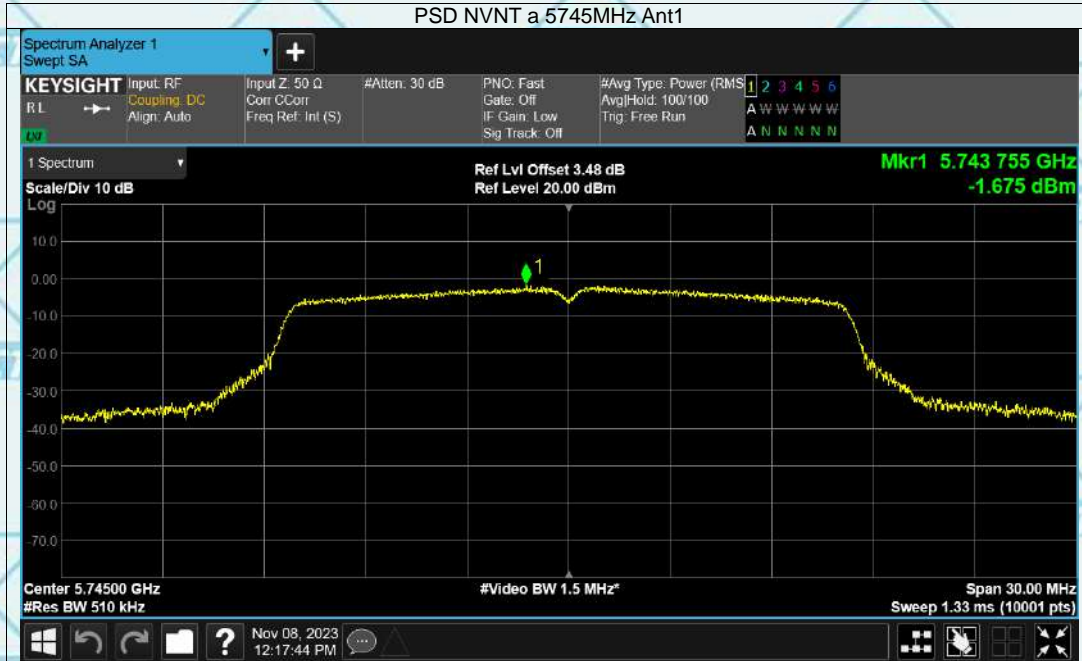 PSD NVNT a 5745MHz Ant1
Spectrum Analyzer 1
Swept SA
+
KEYSIGHT Input: RF Input Z: 50 Ω #Atten: 30 dB PNO: Fast #Avg Type: Power (RMS 1 2 3 4 5 6
RL Coupling: DC Corr CCorr Gate: Off Avg|Hold: 100/100 A W W W W W
Align: Auto Freq Ref: Int (S) IF Gain: Low Trig: Free Run
Sig Track: Off A N N N N N
LXI
1 Spectrum Ref Lvl Offset 3.48 dB Mkr1 5.743 755 GHz
Scale/Div 10 dB Ref Level 20.00 dBm -1.675 dBm
Log
10.0
1
0.00
-10.0
-20.0
-30.0
-40.0
-50.0
-60.0
-70.0
Center 5.74500 GHz #Video BW 1.5 MHz* Span 30.00 MHz
#Res BW 510 kHz Sweep 1.33 ms (10001 pts)
? Nov 08, 2023
12:17:44 PM